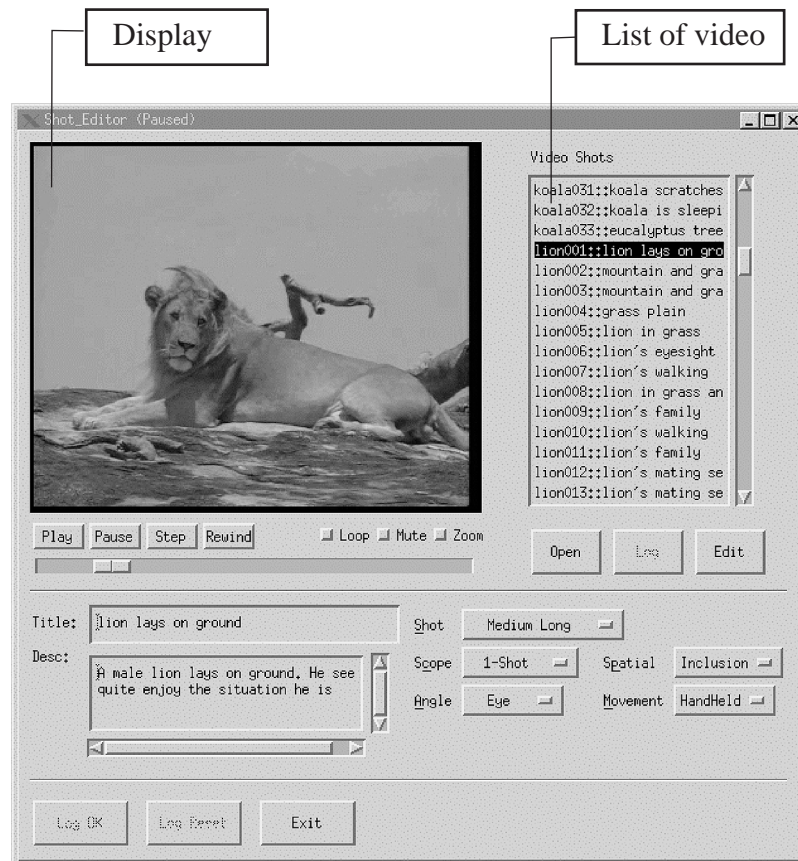 Display
List of video
Shot_Editor (Paused)
Video Shots
koala031::koala scratches
koala032::koala is sleepi
koala033::eucalyptus tree
lion001::lion lays on gro
lion002::mountain and gra
lion003::mountain and gra
lion004::grass plain
lion005::lion in grass
lion006::lion's eyesight
lion007::lion's walking
lion008::lion in grass an
lion009::lion's family
lion010::lion's walking
lion011::lion's family
lion012::lion's mating se
lion013::lion's mating se
Play Pause Step Rewind Loop Mute Zoom
Open Log Edit
Title: lion lays on ground
Desc: A male lion lays on ground. He see
quite enjoy the situation he is
Shot Medium Long
Scope 1-Shot Spatial Inclusion
Angle Eye Movement HandHeld
Log OK Log Reset Exit